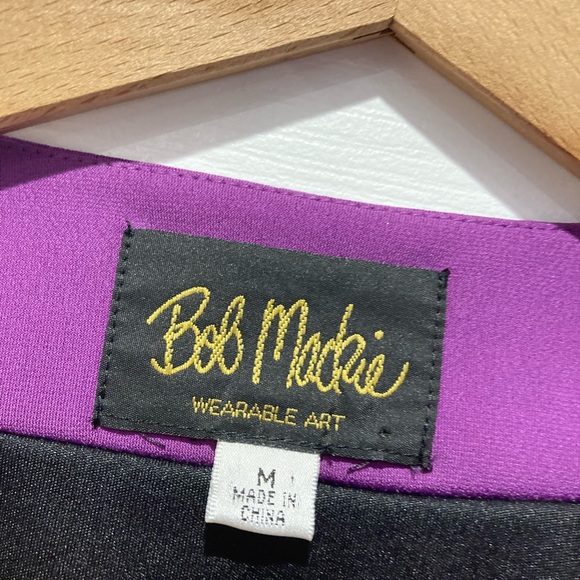 Bob Mackie
WEARABLE ART
M
MADE IN
CHINA